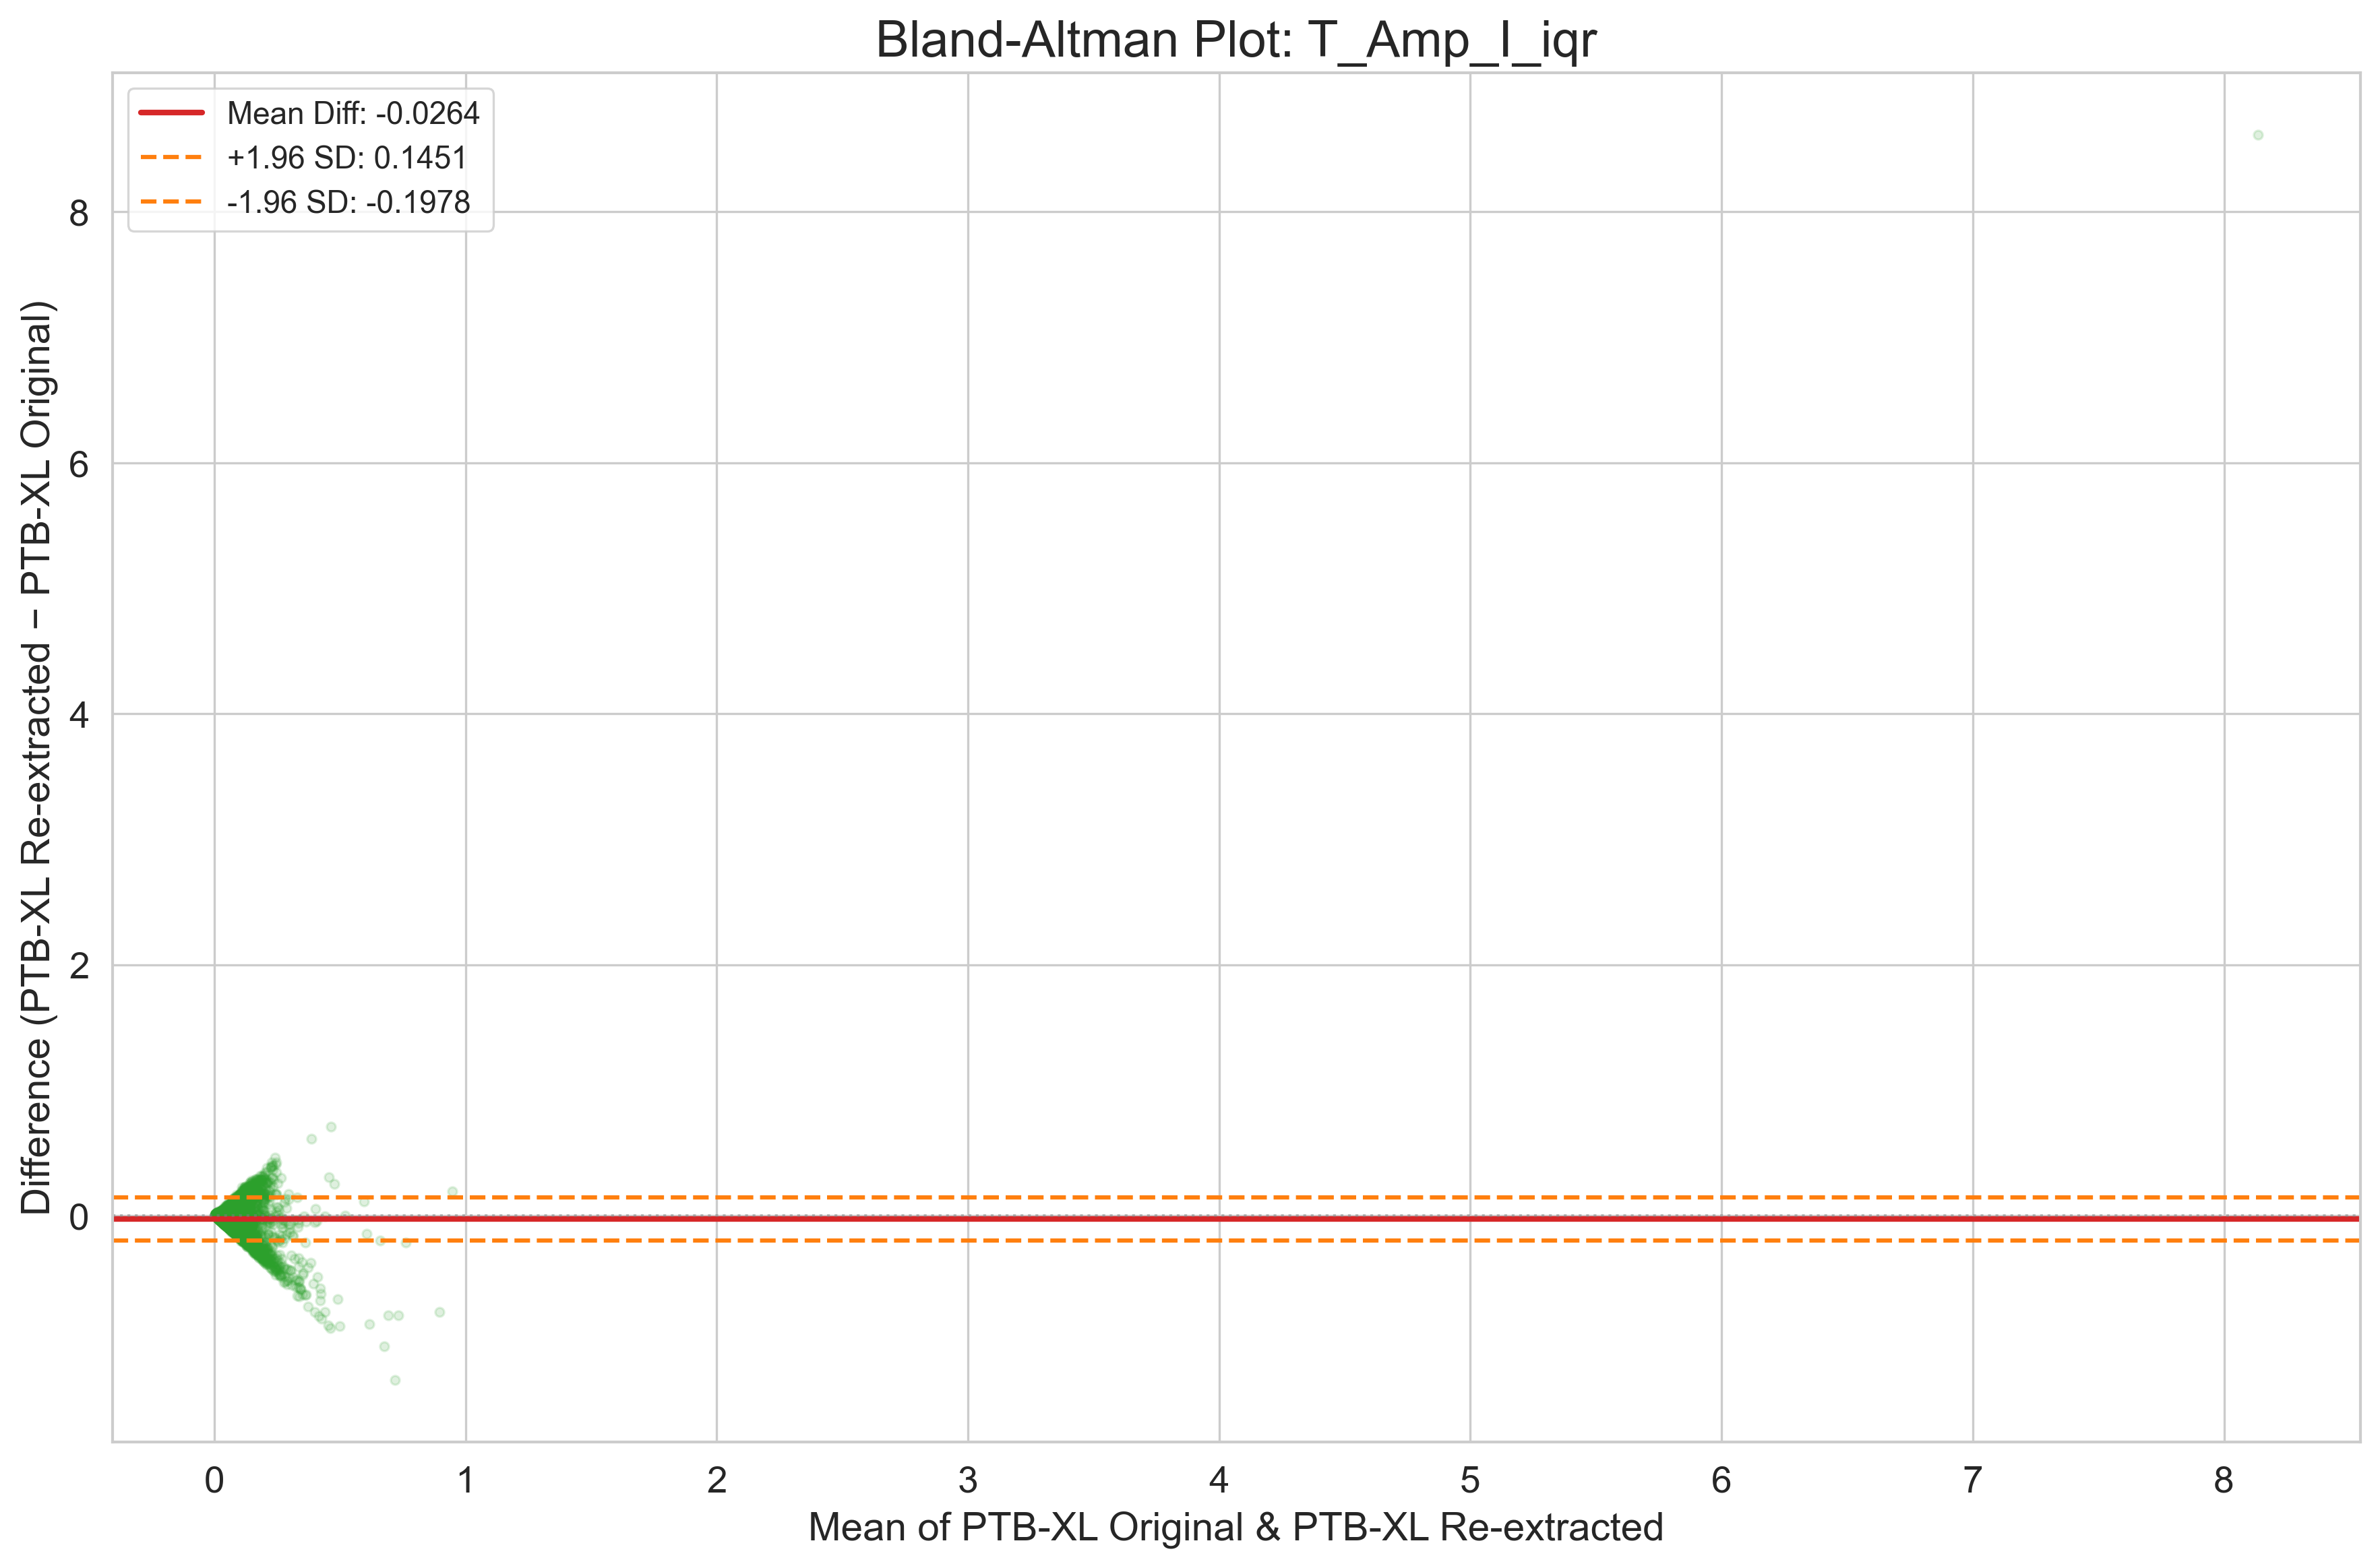 Bland-Altman Plot: T_Amp_I_iqr
Mean Diff: -0.0264
+1.96 SD: 0.1451
-1.96 SD: -0.1978
Difference (PTB-XL Re-extracted − PTB-XL Original)
8
6
4
2
0
0 1 2 3 4 5 6 7 8
Mean of PTB-XL Original & PTB-XL Re-extracted